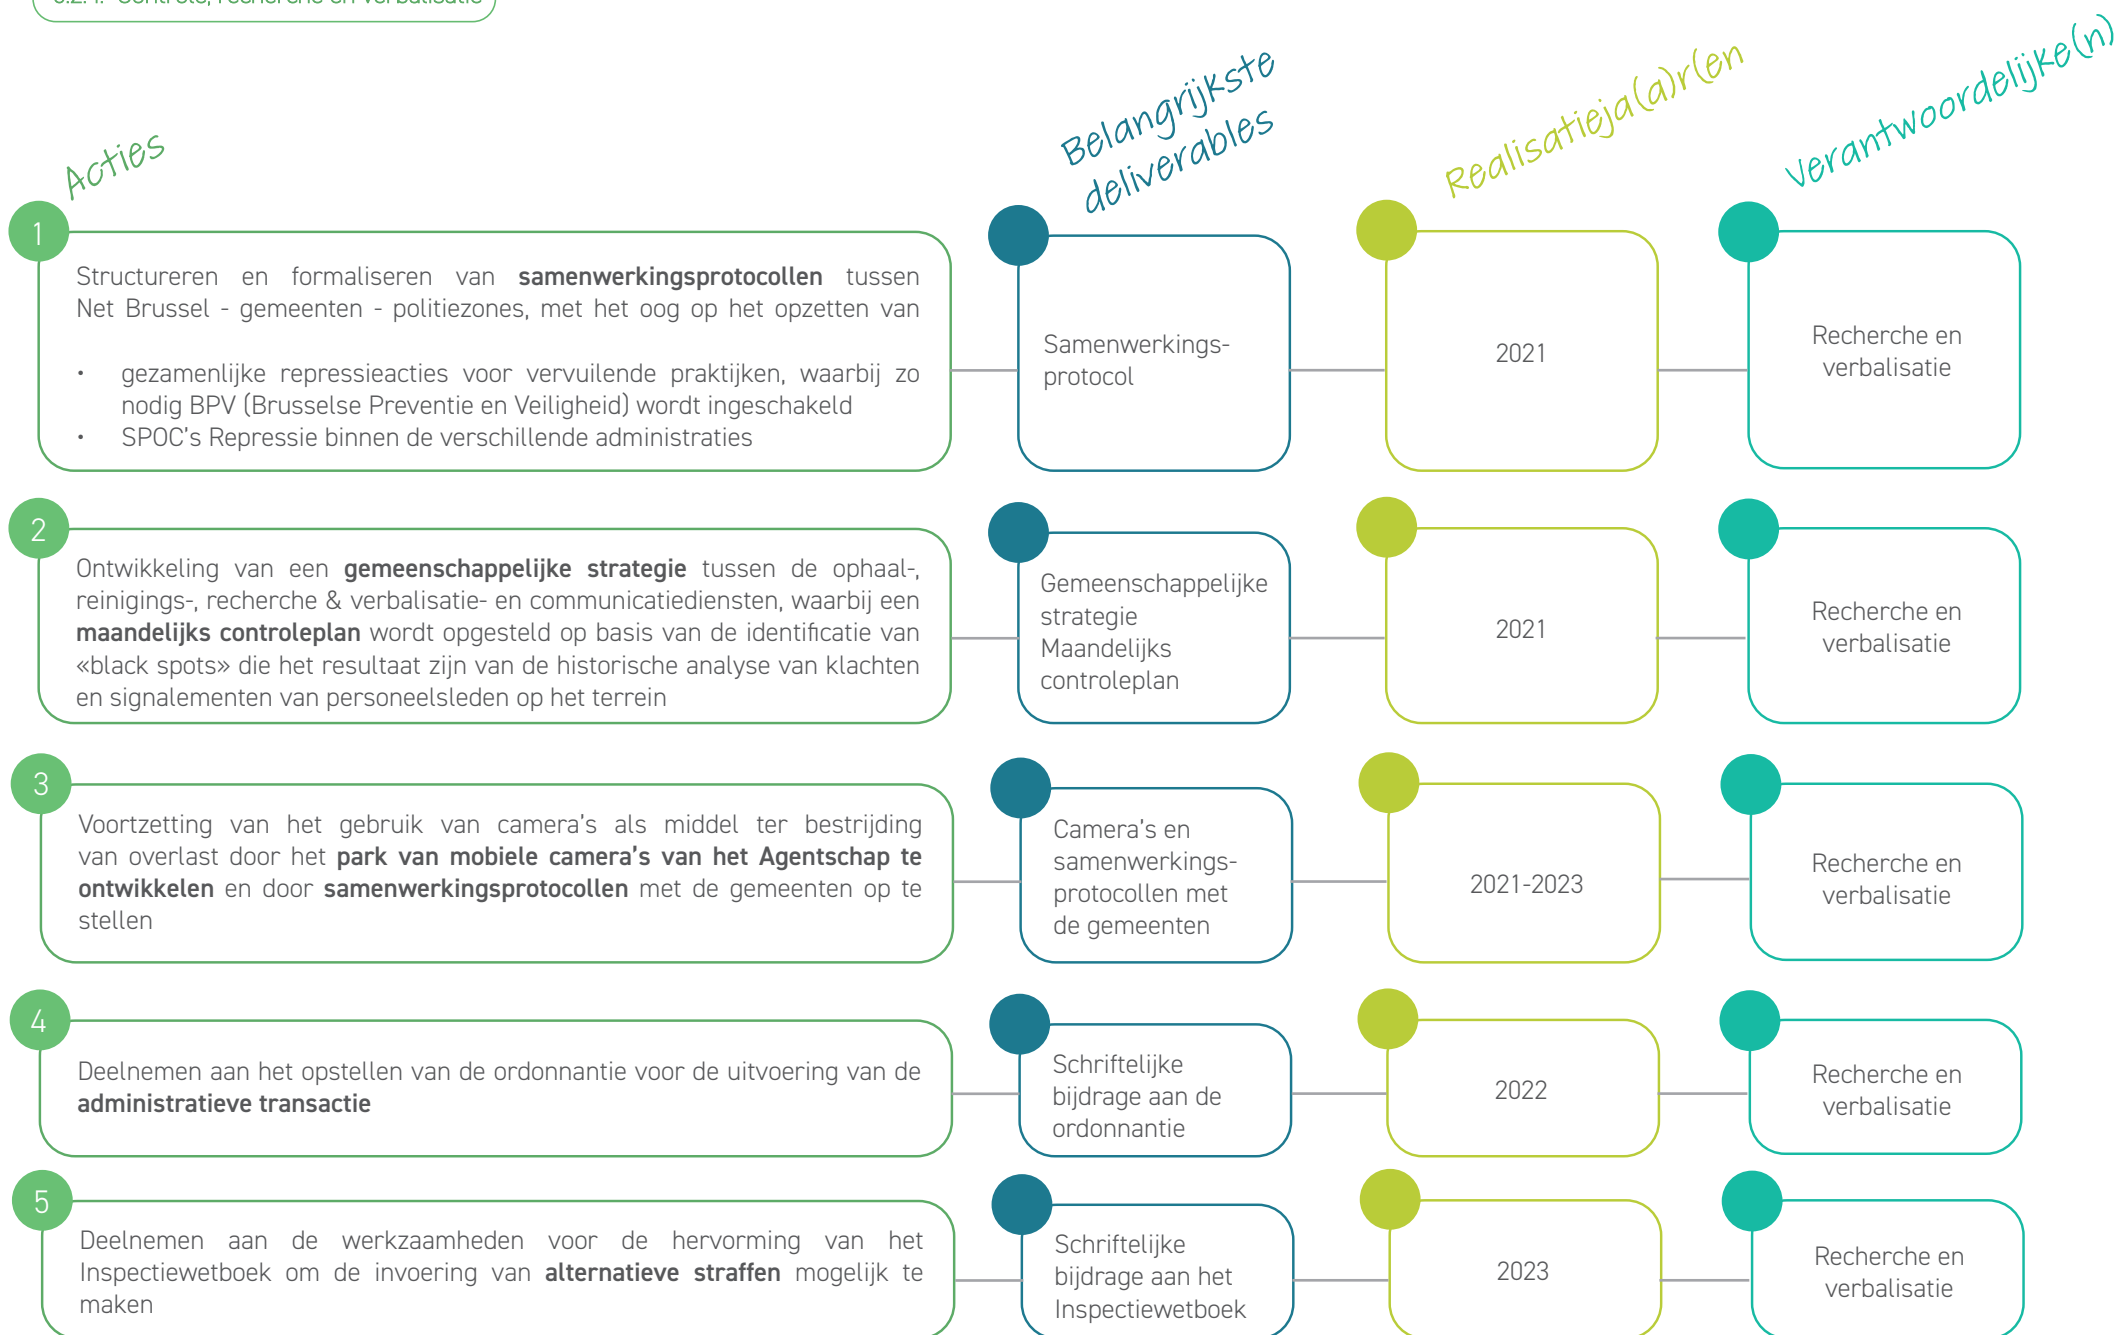 Acties
Belangrijkste
deliverables
Realisatieja(a)r(en
Verantwoordelijke(n)
1
Structureren en formaliseren van samenwerkingsprotocollen tussen
Net Brussel - gemeenten - politiezones, met het oog op het opzetten van
• gezamenlijke repressieacties voor vervuilende praktijken, waarbij zo
nodig BPV (Brusselse Preventie en Veiligheid) wordt ingeschakeld
• SPOC's Repressie binnen de verschillende administraties
Samenwerkings-
protocol
2021
Recherche en
verbalisatie
2
Ontwikkeling van een gemeenschappelijke strategie tussen de ophaal-,
reinigings-, recherche & verbalisatie- en communicatiediensten, waarbij een
maandelijks controleplan wordt opgesteld op basis van de identificatie van
«black spots» die het resultaat zijn van de historische analyse van klachten
en signalementen van personeelsleden op het terrein
Gemeenschappelijke
strategie
Maandelijks
controleplan
2021
Recherche en
verbalisatie
3
Voortzetting van het gebruik van camera's als middel ter bestrijding
van overlast door het park van mobiele camera's van het Agentschap te
ontwikkelen en door samenwerkingsprotocollen met de gemeenten op te
stellen
Camera's en
samenwerkings-
protocollen met
de gemeenten
2021-2023
Recherche en
verbalisatie
4
Deelnemen aan het opstellen van de ordonnantie voor de uitvoering van de
administratieve transactie
Schriftelijke
bijdrage aan de
ordonnantie
2022
Recherche en
verbalisatie
5
Deelnemen aan de werkzaamheden voor de hervorming van het
Inspectiewetboek om de invoering van alternatieve straffen mogelijk te
maken
Schriftelijke
bijdrage aan het
Inspectiewetboek
2023
Recherche en
verbalisatie